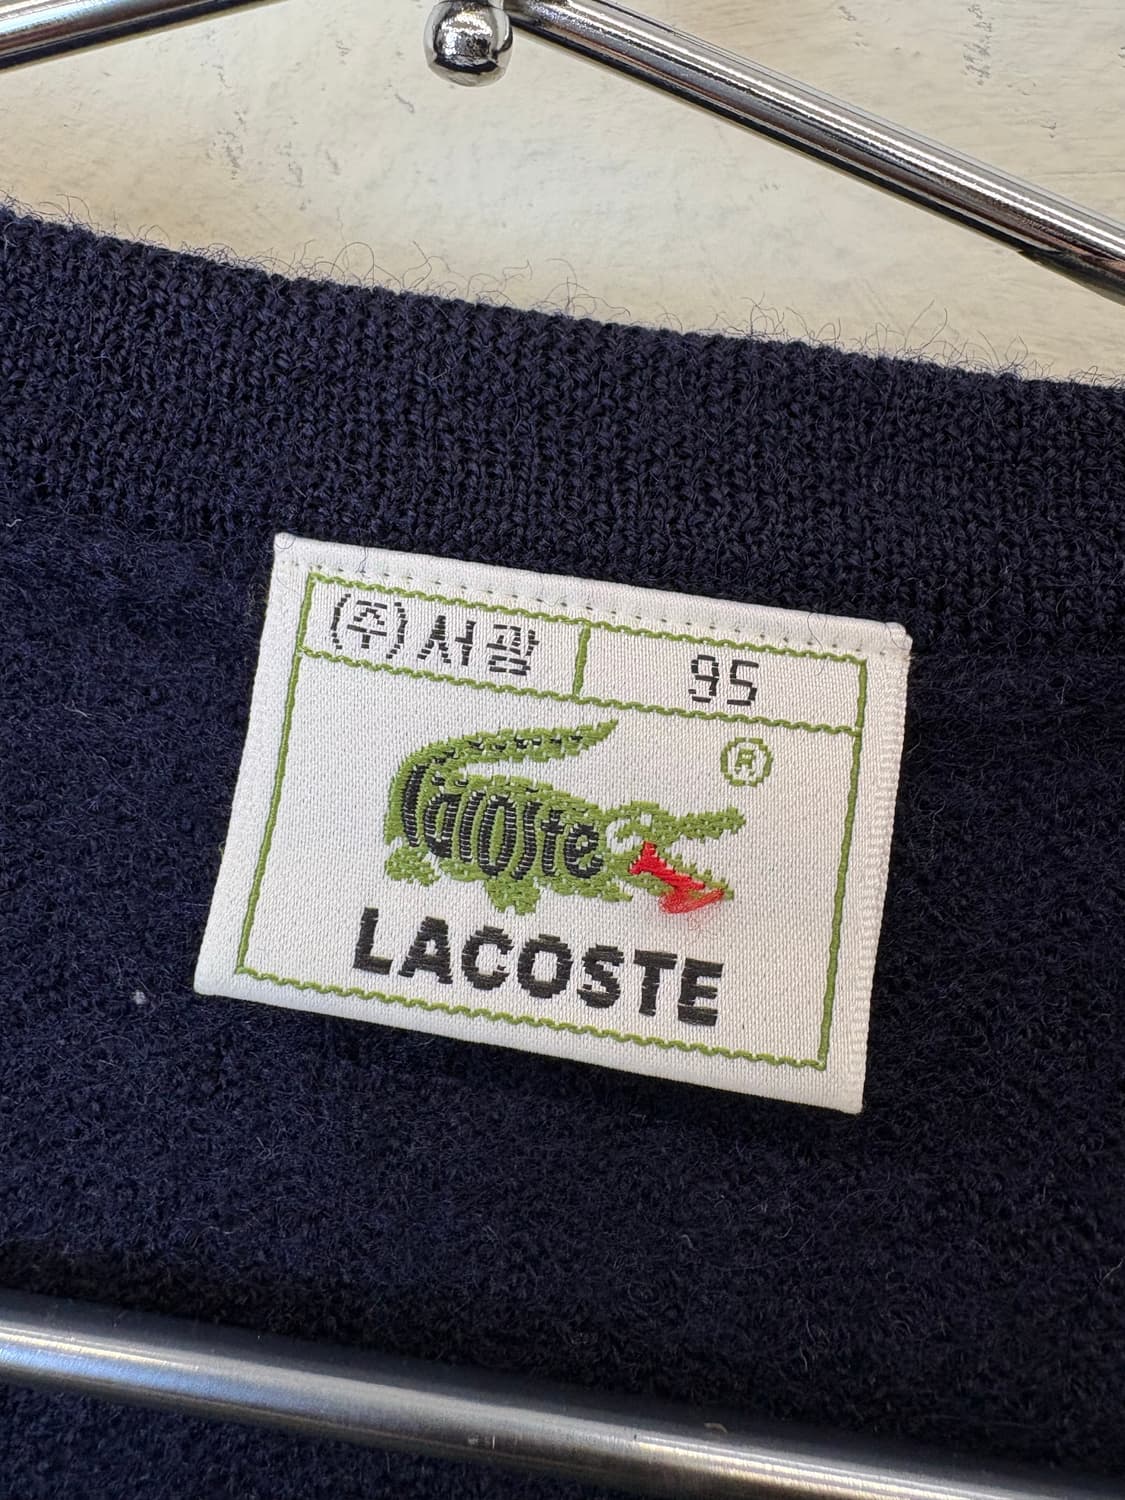 (주)서광 95
®
Lacoste
LACOSTE